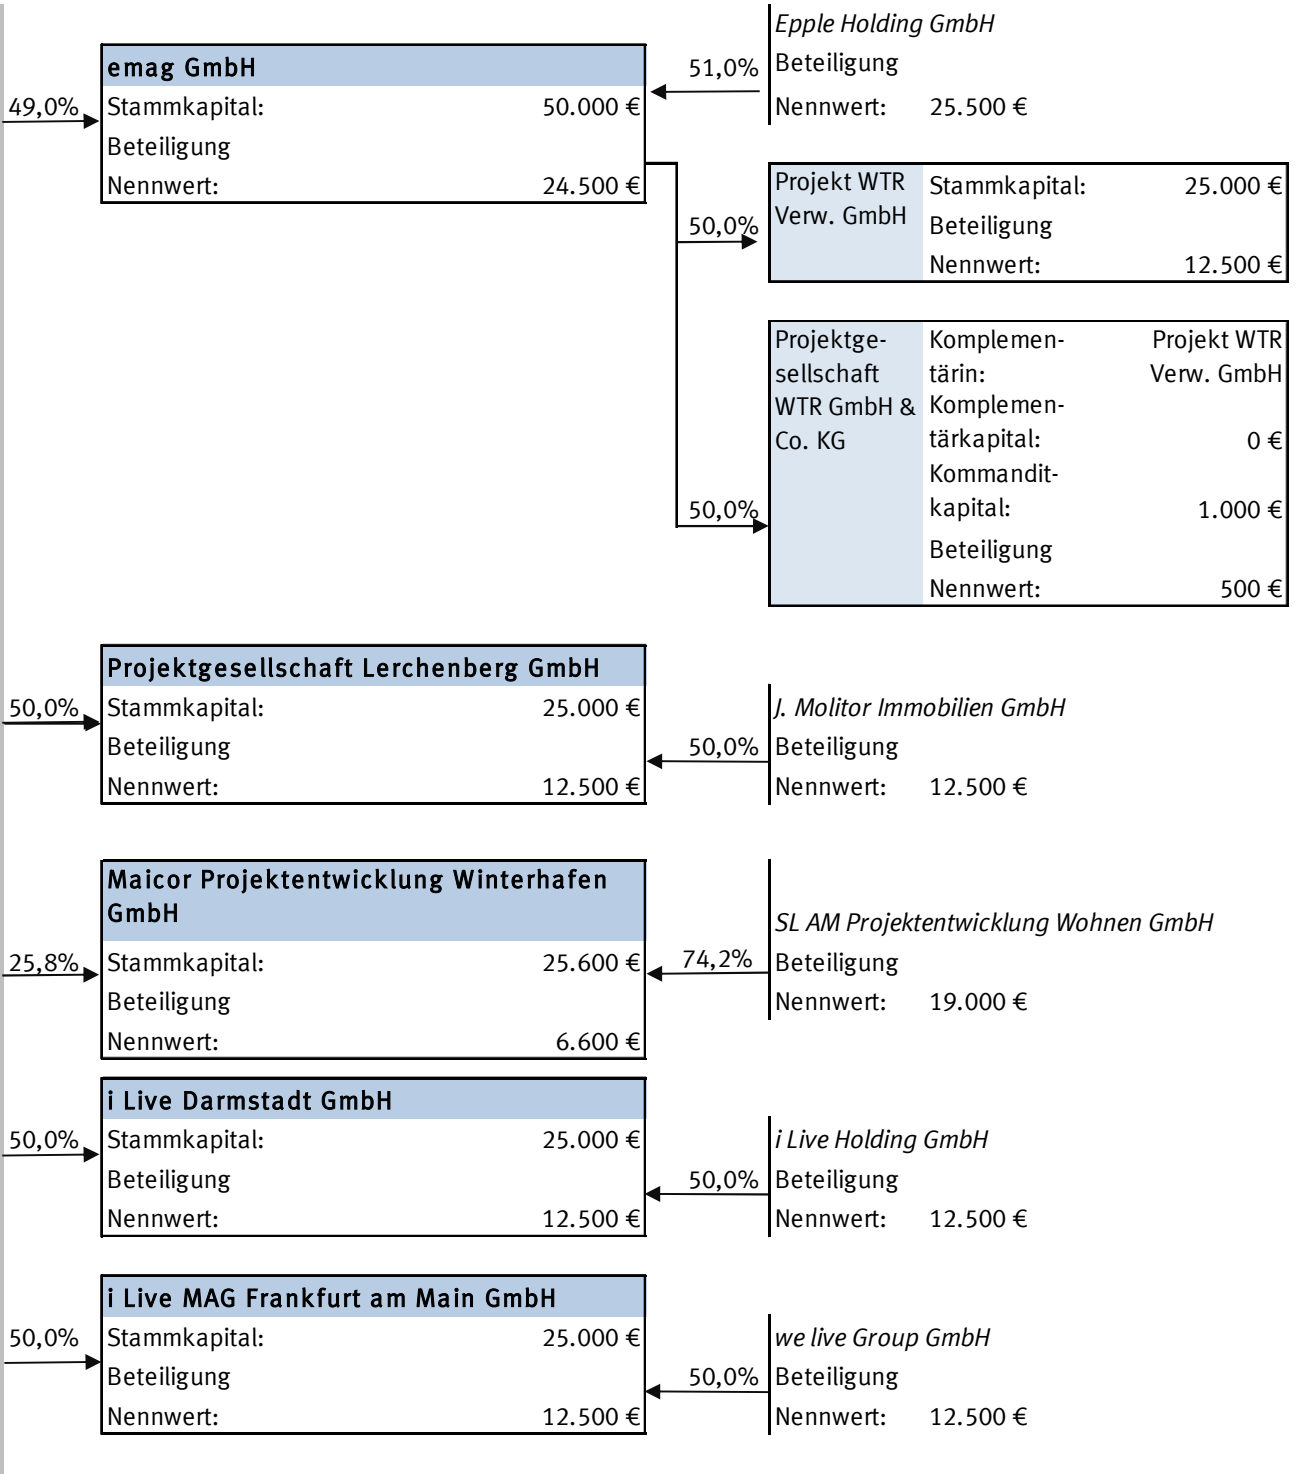 Epple Holding GmbH
emag GmbH
51,0% Beteiligung
49,0% Stammkapital: 50.000 € Nennwert: 25.500 €
Beteiligung
Nennwert: 24.500 €
Projekt WTR Stammkapital: 25.000 €
Verw. GmbH
50,0% Beteiligung
Nennwert: 12.500 €
Projektge- Komplemen- Projekt WTR
sellschaft tärin: Verw. GmbH
WTR GmbH & Komplemen-
Co. KG tärkapital: 0 €
Kommandit-
50,0% kapital: 1.000 €
Beteiligung
Nennwert: 500 €
Projektgesellschaft Lerchenberg GmbH
50,0% Stammkapital: 25.000 € J. Molitor Immobilien GmbH
Beteiligung 50,0% Beteiligung
Nennwert: 12.500 € Nennwert: 12.500 €
Maicor Projektentwicklung Winterhafen
GmbH
SL AM Projektentwicklung Wohnen GmbH
25,8% Stammkapital: 25.600 € 74,2% Beteiligung
Beteiligung Nennwert: 19.000 €
Nennwert: 6.600 €
i Live Darmstadt GmbH
50,0% Stammkapital: 25.000 € i Live Holding GmbH
Beteiligung 50,0% Beteiligung
Nennwert: 12.500 € Nennwert: 12.500 €
i Live MAG Frankfurt am Main GmbH
50,0% Stammkapital: 25.000 € we live Group GmbH
Beteiligung 50,0% Beteiligung
Nennwert: 12.500 € Nennwert: 12.500 €